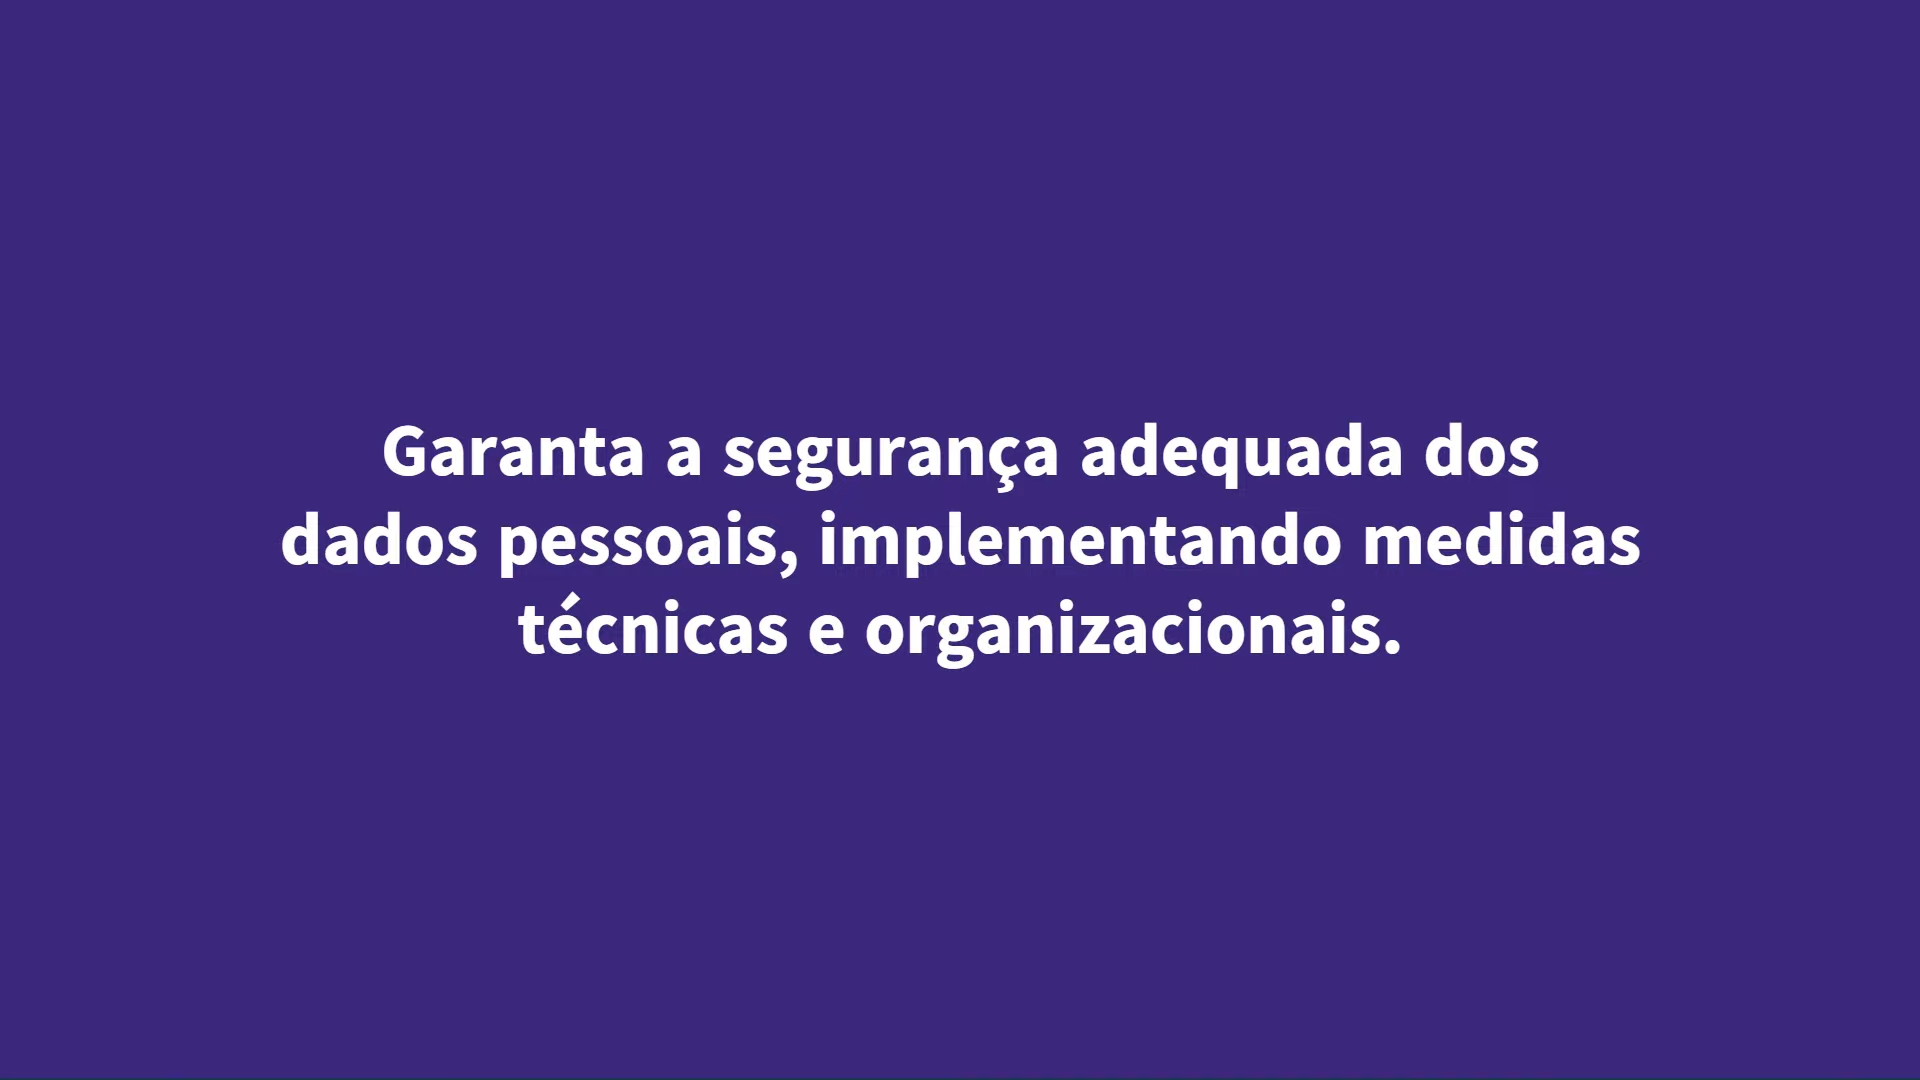 Garanta a segurança adequada dos
dados pessoais, implementando medidas
técnicas e organizacionais.